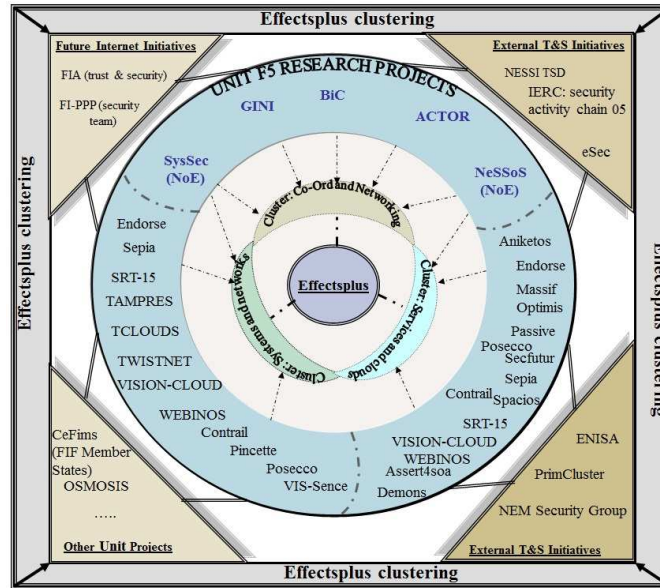 Effectsplus clustering
Future Internet Initiatives
FIA (trust & security)
FI-PPP (security
team)
External T&S Initiatives
NESSI TSD
IERC: security
activity chain 05
eSec
UNIT F5 RESEARCH PROJECTS
GINI
BiC
ACTOR
SysSec
(NoE)
NeSSoS
(NoE)
Cluster: Co-Ord and Networking
Cluster: Systems and networks
Cluster: Services and clouds
Effectsplus
Endorse
Sepia
SRT-15
TAMPRES
TCLOUDS
TWISTNET
VISION-CLOUD
WEBINOS
Contrail
Pincette
Posecco
VIS-Sence
Aniketos
Endorse
Massif
Optimis
Passive
Posecco
Secfutur
Sepia
Contrail
Spacios
SRT-15
VISION-CLOUD
WEBINOS
Assert4soa
Demons
CeFims
(FIF Member
States)
OSMOSIS
.....
Other Unit Projects
ENISA
PrimCluster
NEM Security Group
External T&S Initiatives
Effectsplus clustering
Effectsplus clustering
Effectsplus clustering